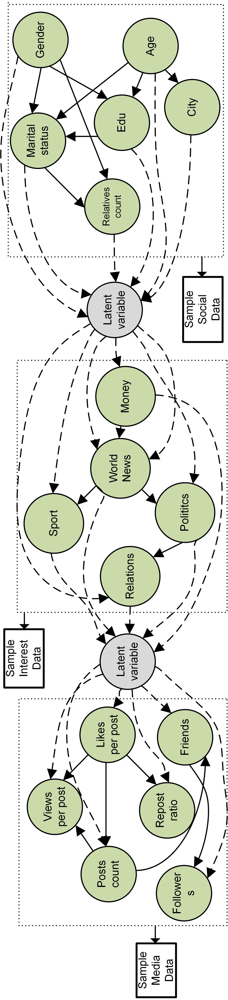 Gender
Age
Marital
status
Edu
City
Relatives
count
Latent
variable
Sample
Social
Data
Money
World
News
Sport
Polititcs
Relations
Sample
Interest
Data
Latent
variable
Likes
per post
Friends
Views
per post
Repost
ratio
Posts
count
Follower
s
Sample
Media
Data